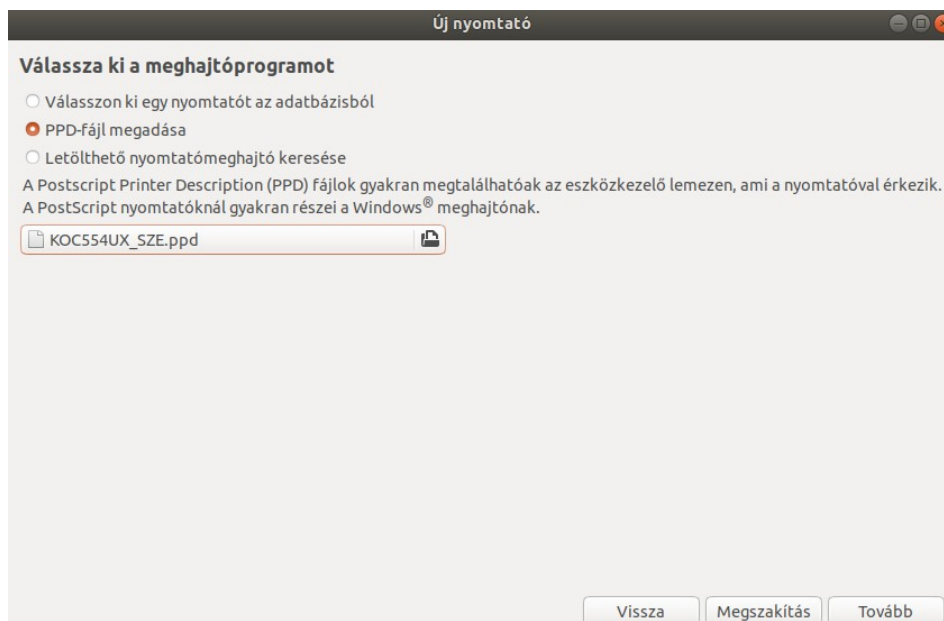 Új nyomtató
Válassza ki a meghajtóprogramot
Válasszon ki egy nyomtatót az adatbázisból
PPD-fájl megadása
Letölthető nyomtatómeghajtó keresése
A Postscript Printer Description (PPD) fájlok gyakran megtalálhatóak az eszközkezelő lemezen, ami a nyomtatóval érkezik.
A PostScript nyomtatóknál gyakran részei a Windows® meghajtónak.
KOC554UX_SZE.ppd
Vissza Megszakítás Tovább